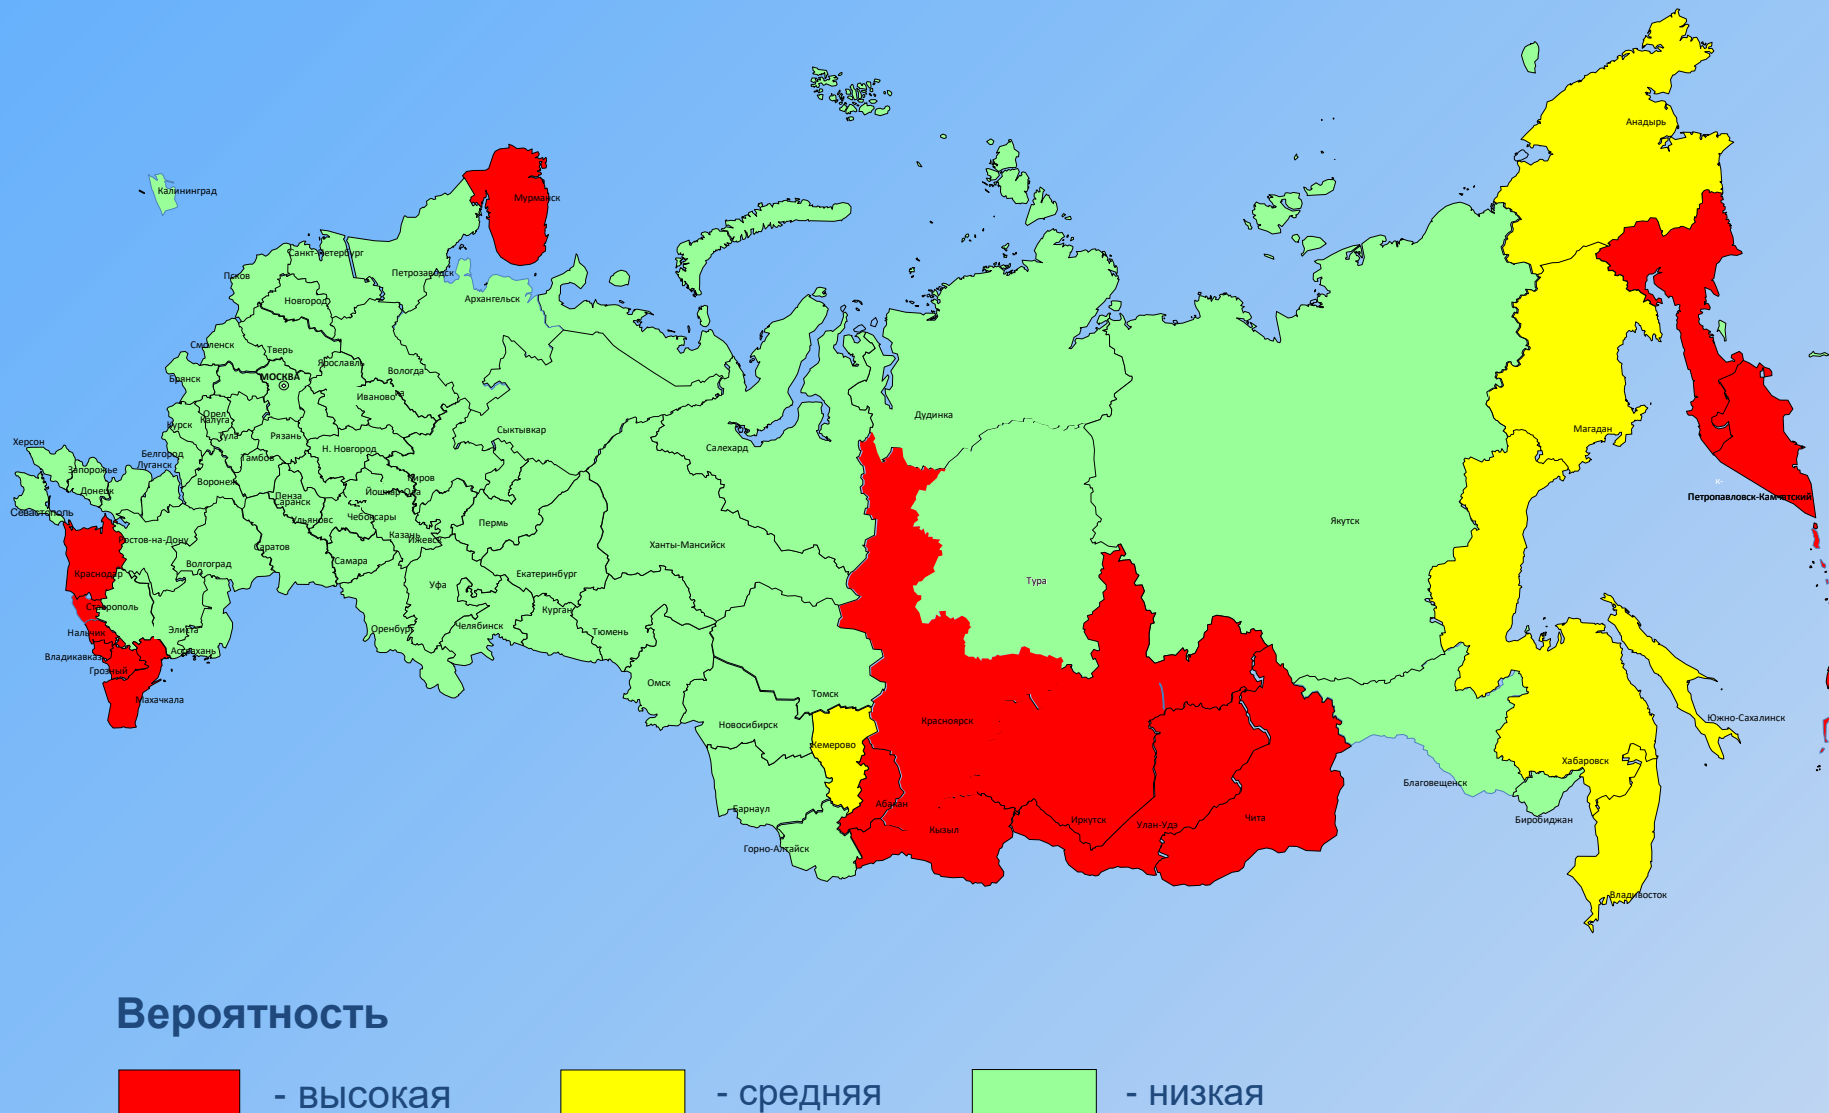 Анадырь
Калининград
Мурманск
Санкт-Петербург
Петрозаводск
Псков
Архангельск
Новгород
Смоленск
Тверь
Ярославль
Вологда
МОСКВА
Брянск
Иваново
Дудинка
Орел
Калуга
Курск
Тула
Рязань
Сыктывкар
Магадан
Херсон
Белгород
Луганск
Тамбов
Н. Новгород
Салехард
Запорожье
Донецк
Воронеж
Киров
Йошкар-Ола
Пенза
Саранск
Петропавловск-Камчатский
Севастополь
Ульяновс
Чебоксары
Пермь
Якутск
Ростов-на-Дону
Казань
Ижевск
Саратов
Ханты-Мансийск
Волгоград
Самара
Краснодар
Уфа
Екатеринбург
Тура
Ставрополь
Курган
Нальчик
Элиста
Оренбург
Челябинск
Тюмень
Владикавказ
Астрахань
Грозный
Махачкала
Омск
Томск
Новосибирск
Красноярск
Южно-Сахалинск
Кемерово
Хабаровск
Благовещенск
Барнаул
Абакан
Кызыл
Иркутск
Улан-Удэ
Чита
Биробиджан
Горно-Алтайск
Владивосток
Вероятность
- высокая
- средняя
- низкая